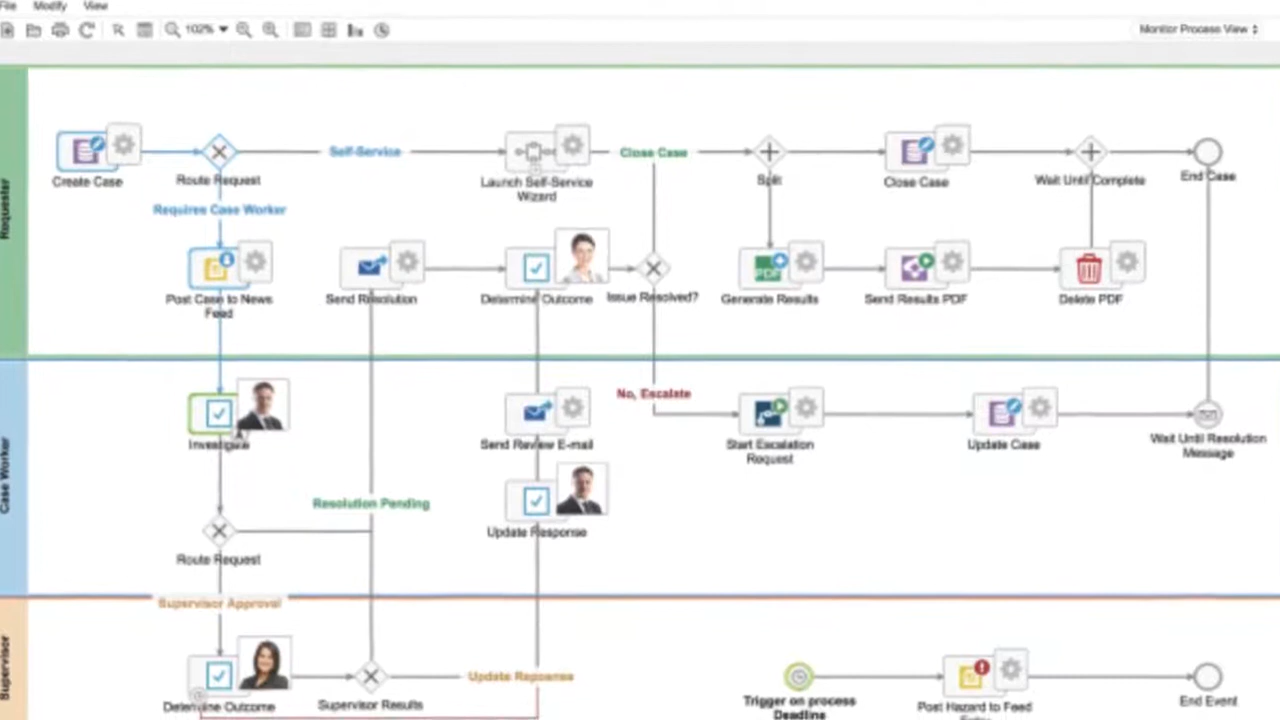 File Modify View
102% Monitor Process View
Requester
Create Case
Route Request
Self-Service
Launch Self-Service
Wizard
Close Case
Split
Close Case
Wait Until Complete
End Case
Requires Case Worker
Post Case to News
Feed
Send Resolution
Determine Outcome
Issue Resolved?
PDF
Generate Results
Send Results PDF
Delete PDF
Case Worker
Investigate
Send Review E-mail
No, Escalate
Start Escalation
Request
Update Case
Wait Until Resolution
Message
Resolution Pending
Update Response
Route Request
Supervisor Approval
Supervisor
Determine Outcome
Supervisor Results
Update Response
Trigger on process
Deadline
Post Hazard to Feed
End Event